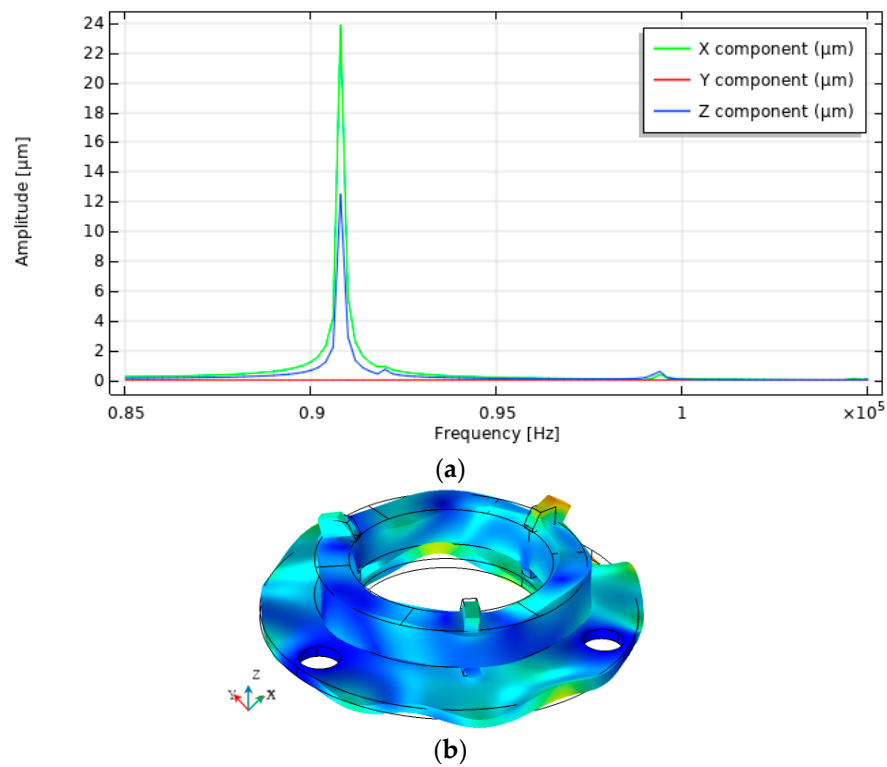 24
22
20
18
16
14
12
10
8
6
4
2
0
Amplitude [µm]
X component (µm)
Y component (µm)
Z component (µm)
0.85 0.9 0.95 1 ×10⁵
Frequency [Hz]
(a)
Z
Y X
(b)